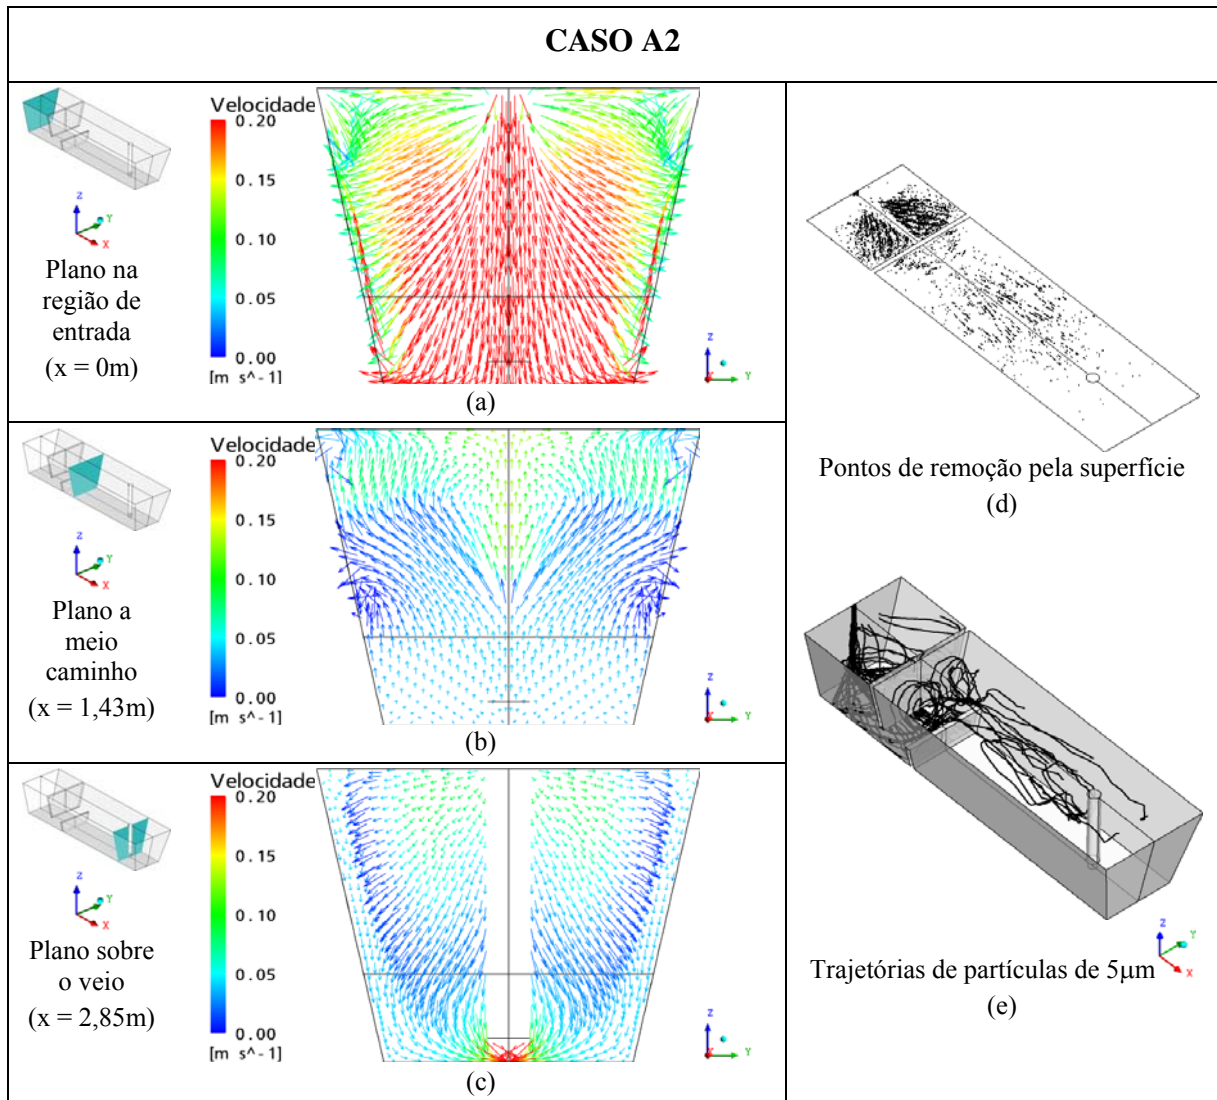 CASO A2
Velocidade
0.20
0.15
0.10
0.05
0.00
[m s^-1]
Z
Y
X
Plano na
região de
entrada
(x = 0m)
Z
X
Y
(a)
Velocidade
0.20
0.15
0.10
0.05
0.00
[m s^-1]
Z
Y
X
Plano a
meio
caminho
(x = 1,43m)
Z
X
Y
(b)
Velocidade
0.20
0.15
0.10
0.05
0.00
[m s^-1]
Z
Y
X
Plano sobre
o veio
(x = 2,85m)
Z
X
Y
(c)
Pontos de remoção pela superfície
(d)
Z
Y
X
Trajetórias de partículas de 5μm
(e)